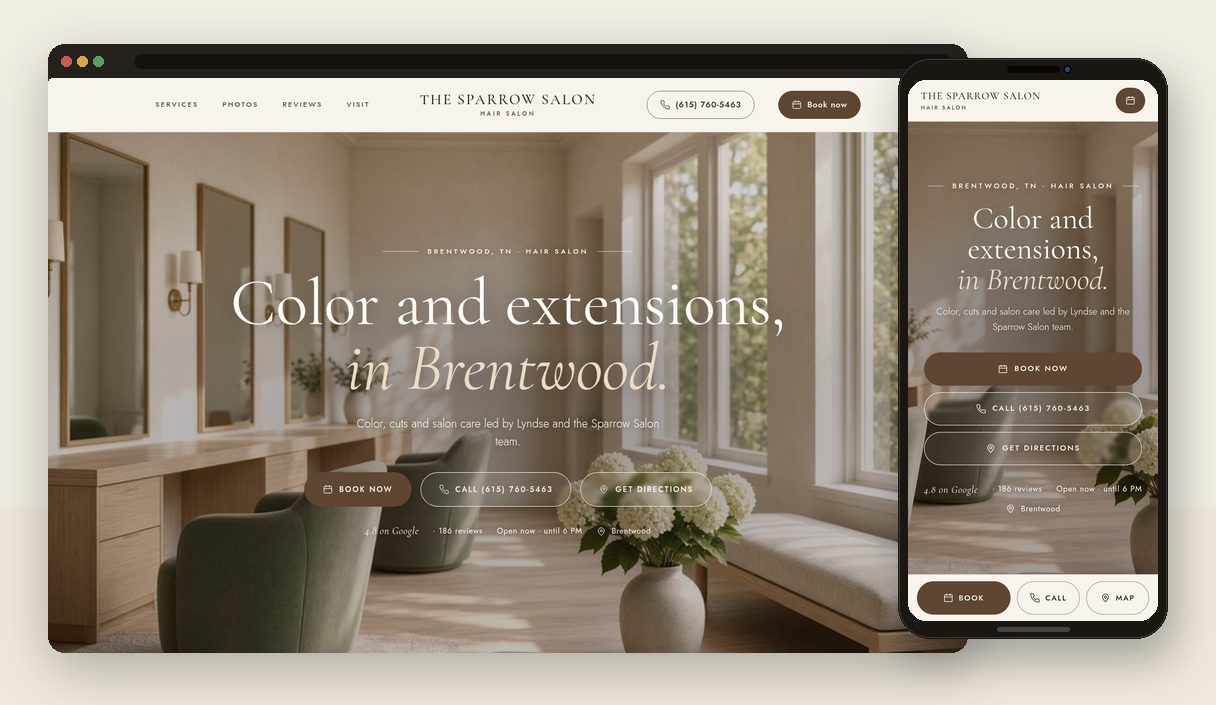 SERVICES PHOTOS REVIEWS VISIT
THE SPARROW SALON
HAIR SALON
(615) 760-5463
Book now
BRENTWOOD, TN · HAIR SALON
Color and extensions,
in Brentwood.
Color, cuts and salon care led by Lyndse and the Sparrow Salon
team.
BOOK NOW
CALL (615) 760-5463
GET DIRECTIONS
4.8 on Google · 186 reviews Open now · until 6 PM Brentwood
THE SPARROW SALON
HAIR SALON
BRENTWOOD, TN · HAIR SALON
Color and
extensions,
in Brentwood.
Color, cuts and salon care led by Lyndse and the
Sparrow Salon team.
BOOK NOW
CALL (615) 760-5463
GET DIRECTIONS
4.8 on Google · 186 reviews Open now · until 6 PM
Brentwood
BOOK
CALL
MAP